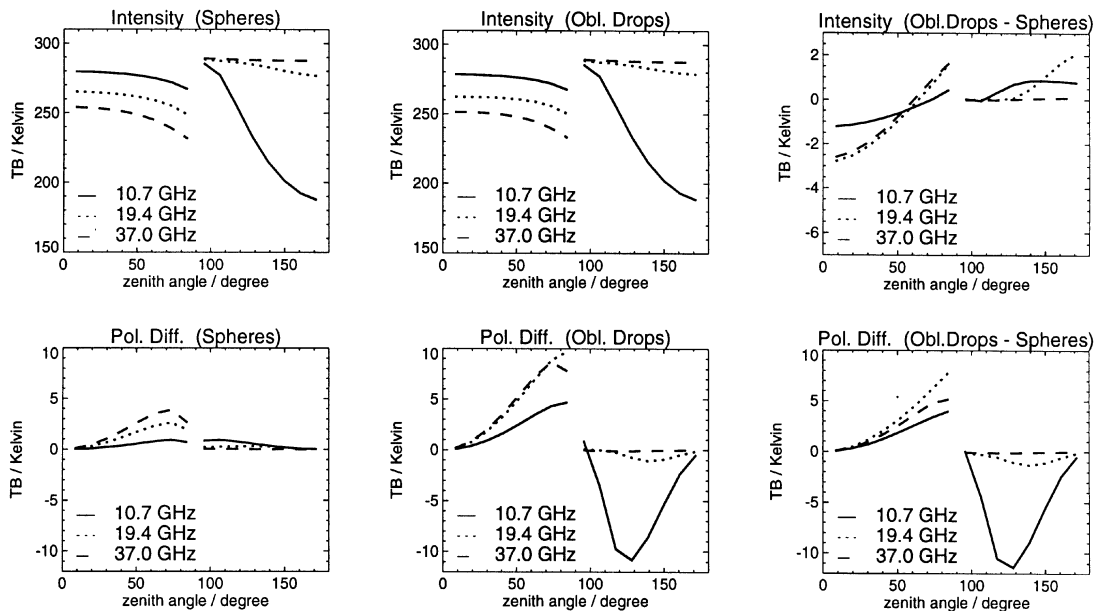 Intensity (Spheres)
TB / Kelvin
300
250
200
150
10.7 GHz
19.4 GHz
37.0 GHz
0
50
100
150
zenith angle / degree
Intensity (Obl. Drops)
TB / Kelvin
300
250
200
150
10.7 GHz
19.4 GHz
37.0 GHz
0
50
100
150
zenith angle / degree
Intensity (Obl.Drops - Spheres)
TB / Kelvin
2
0
-2
-4
-6
10.7 GHz
19.4 GHz
37.0 GHz
0
50
100
150
zenith angle / degree
Pol. Diff. (Spheres)
TB / Kelvin
10
5
0
-5
-10
10.7 GHz
19.4 GHz
37.0 GHz
0
50
100
150
zenith angle / degree
Pol. Diff. (Obl. Drops)
TB / Kelvin
10
5
0
-5
-10
10.7 GHz
19.4 GHz
37.0 GHz
0
50
100
150
zenith angle / degree
Pol. Diff. (Obl.Drops - Spheres)
TB / Kelvin
10
5
0
-5
-10
10.7 GHz
19.4 GHz
37.0 GHz
0
50
100
150
zenith angle / degree